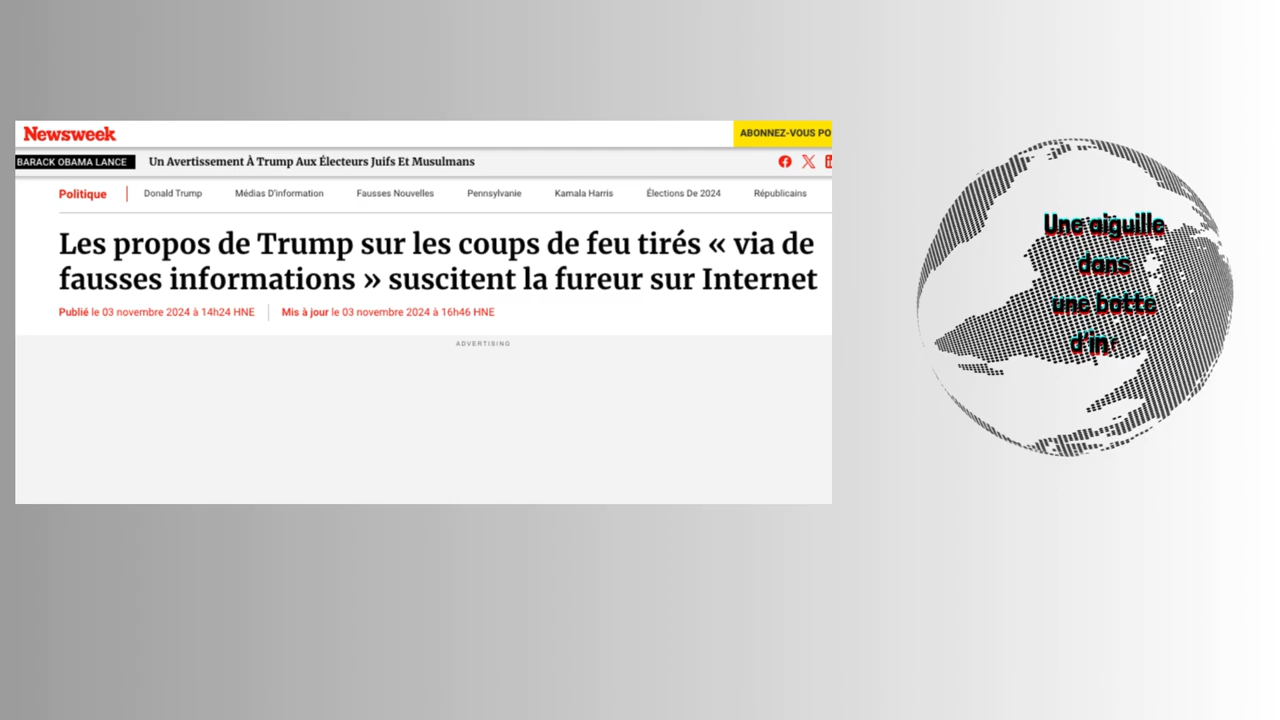 Newsweek
ABONNEZ-VOUS PO
BARACK OBAMA LANCE
Un Avertissement À Trump Aux Électeurs Juifs Et Musulmans
Politique
Donald Trump
Médias D'information
Fausses Nouvelles
Pennsylvanie
Kamala Harris
Élections De 2024
Républicains
Les propos de Trump sur les coups de feu tirés « via de
fausses informations » suscitent la fureur sur Internet
Publié le 03 novembre 2024 à 14h24 HNE
Mis à jour le 03 novembre 2024 à 16h46 HNE
ADVERTISING
Une aiguille
dans
une botte